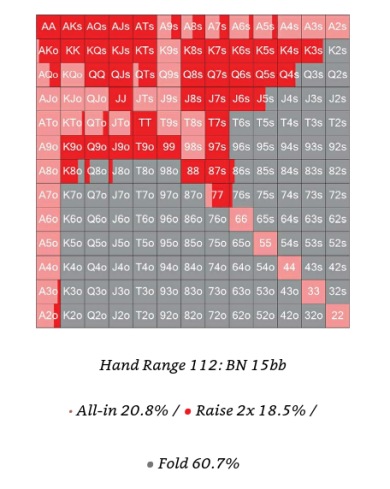 AA AKs AQs AJs ATs A9s A8s A7s A6s A5s A4s A3s A2s
AKo KK KQs KJs KTs K9s K8s K7s K6s K5s K4s K3s K2s
AQo KQo QQ QJs QTs Q9s Q8s Q7s Q6s Q5s Q4s Q3s Q2s
AJo KJo QJo JJ JTs J9s J8s J7s J6s J5s J4s J3s J2s
ATo KTo QTo JTo TT T9s T8s T7s T6s T5s T4s T3s T2s
A9o K9o Q9o J9o T9o 99 98s 97s 96s 95s 94s 93s 92s
A8o K8o Q8o J8o T8o 98o 88 87s 86s 85s 84s 83s 82s
A7o K7o Q7o J7o T7o 97o 87o 77 76s 75s 74s 73s 72s
A6o K6o Q6o J6o T6o 96o 86o 76o 66 65s 64s 63s 62s
A5o K5o Q5o J5o T5o 95o 85o 75o 65o 55 54s 53s 52s
A4o K4o Q4o J4o T4o 94o 84o 74o 64o 54o 44 43s 42s
A3o K3o Q3o J3o T3o 93o 83o 73o 63o 53o 43o 33 32s
A2o K2o Q2o J2o T2o 92o 82o 72o 62o 52o 42o 32o 22
Hand Range 112: BN 15bb
• All-in 20.8% / • Raise 2x 18.5% /
• Fold 60.7%